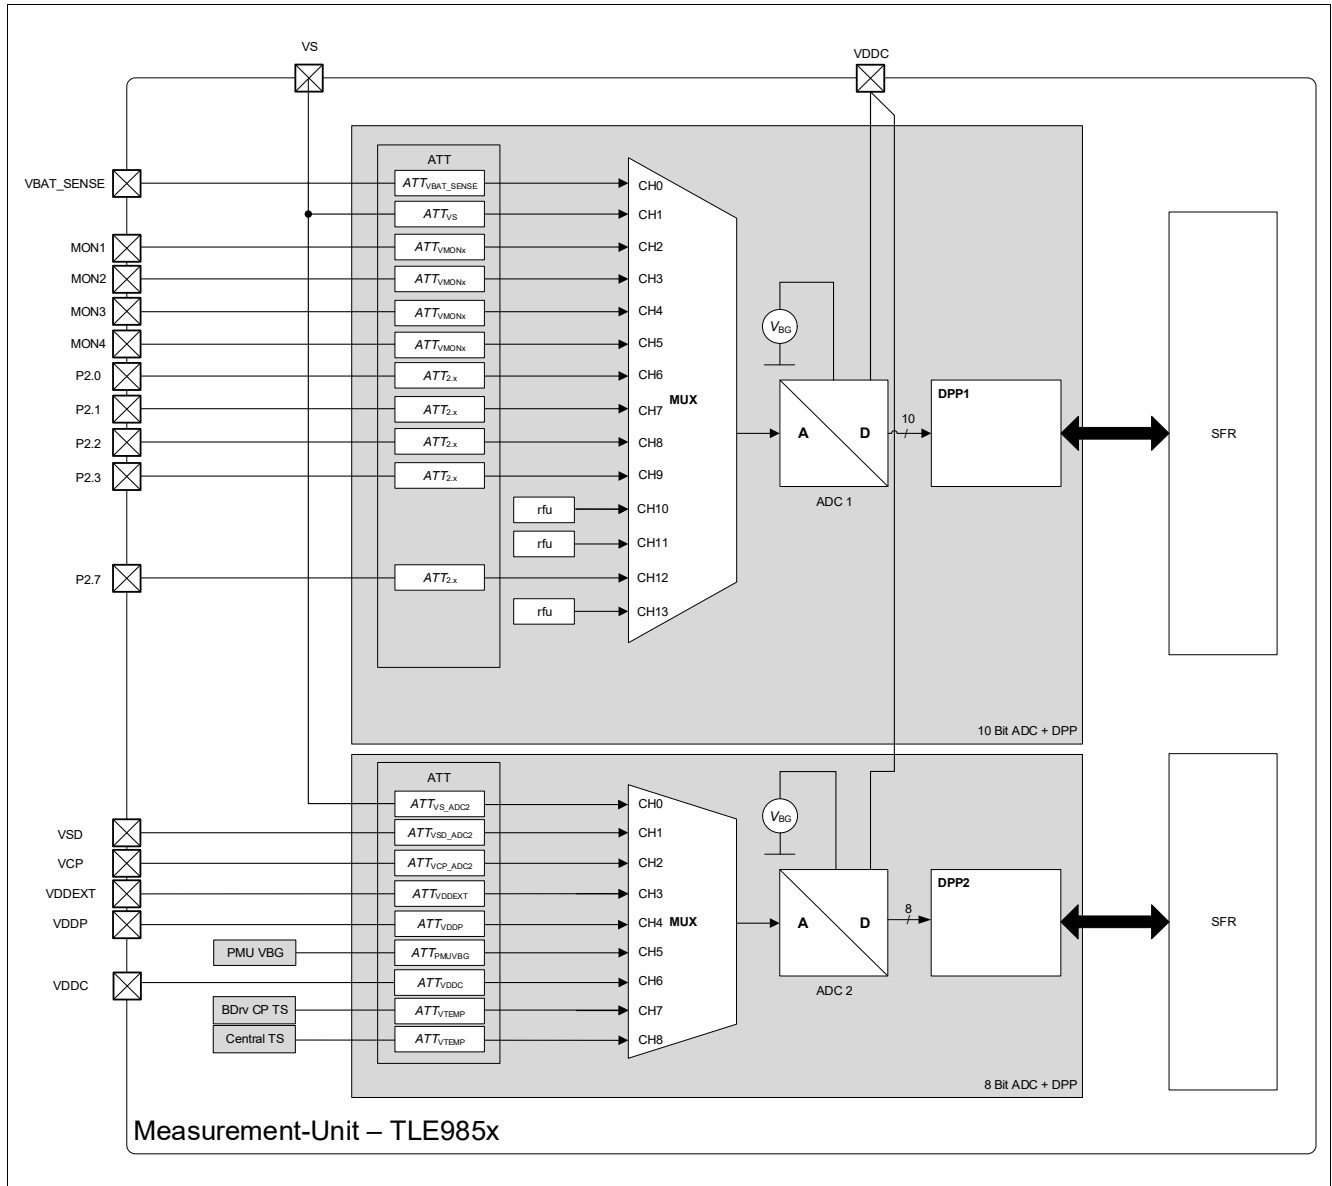 VS
VDDC
ATT
VBAT_SENSE ATTVBAT_SENSE CH0
ATTVS CH1
MON1 ATTVMONx CH2
MON2 ATTVMONx CH3
MON3 ATTVMONx CH4
MON4 ATTVMONx CH5
VBG
P2.0 ATT2.x CH6
P2.1 ATT2.x CH7
MUX
P2.2 ATT2.x CH8
P2.3 ATT2.x CH9
rfu CH10
rfu CH11
P2.7 ATT2.x CH12
rfu CH13
A D
ADC 1
10
DPP1
SFR
10 Bit ADC + DPP
ATT
ATTVS_ADC2 CH0
VSD ATTVSD_ADC2 CH1
VCP ATTVCP_ADC2 CH2
VDDEXT ATTVDDEXT CH3
VDDP ATTVDDP CH4 MUX
PMU VBG ATTPMUVBG CH5
VDDC ATTVDDC CH6
BDrv CP TS ATTVTEMP CH7
Central TS ATTVTEMP CH8
VBG
A D
ADC 2
8
DPP2
SFR
8 Bit ADC + DPP
Measurement-Unit – TLE985x